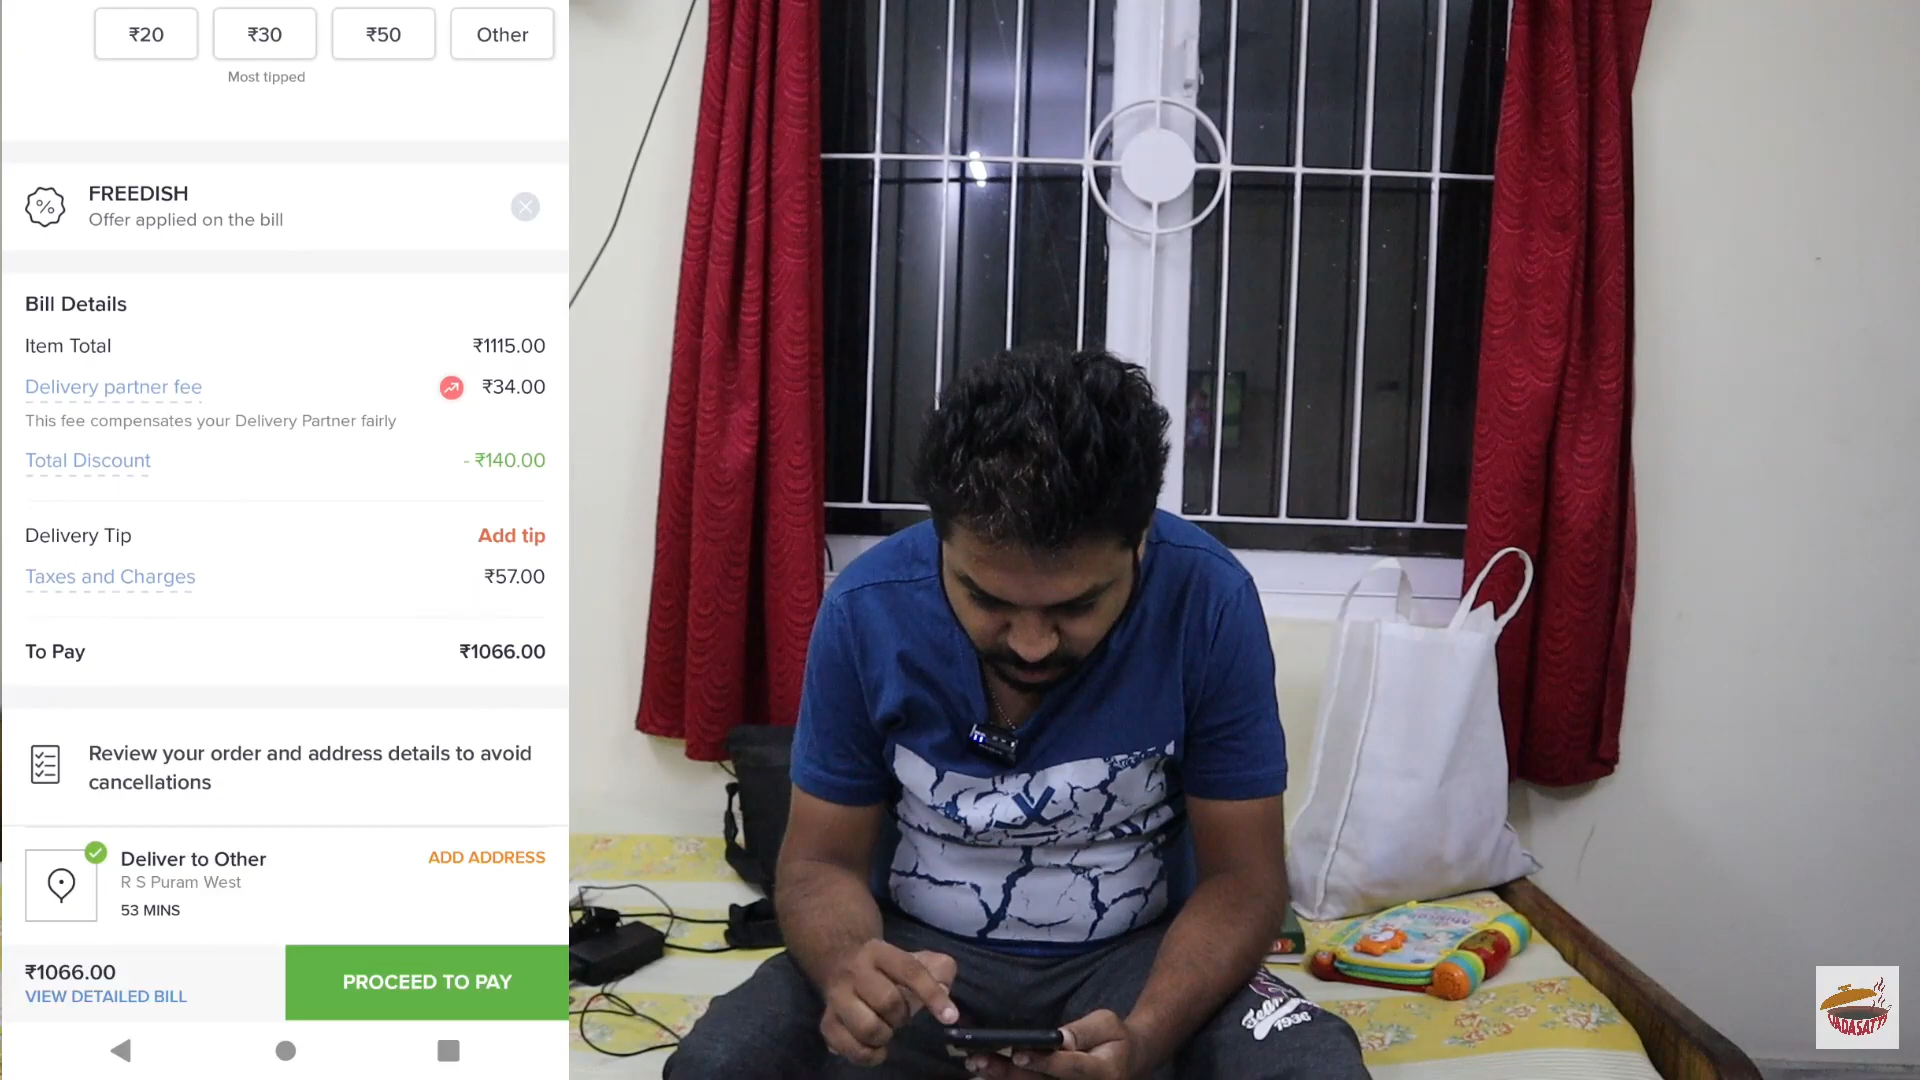 ₹20 ₹30 ₹50 Other
Most tipped
FREEDISH
Offer applied on the bill
Bill Details
Item Total ₹1115.00
Delivery partner fee ₹34.00
This fee compensates your Delivery Partner fairly
Total Discount - ₹140.00
Delivery Tip Add tip
Taxes and Charges ₹57.00
To Pay ₹1066.00
Review your order and address details to avoid
cancellations
Deliver to Other ADD ADDRESS
R S Puram West
53 MINS
₹1066.00
VIEW DETAILED BILL
PROCEED TO PAY
1936